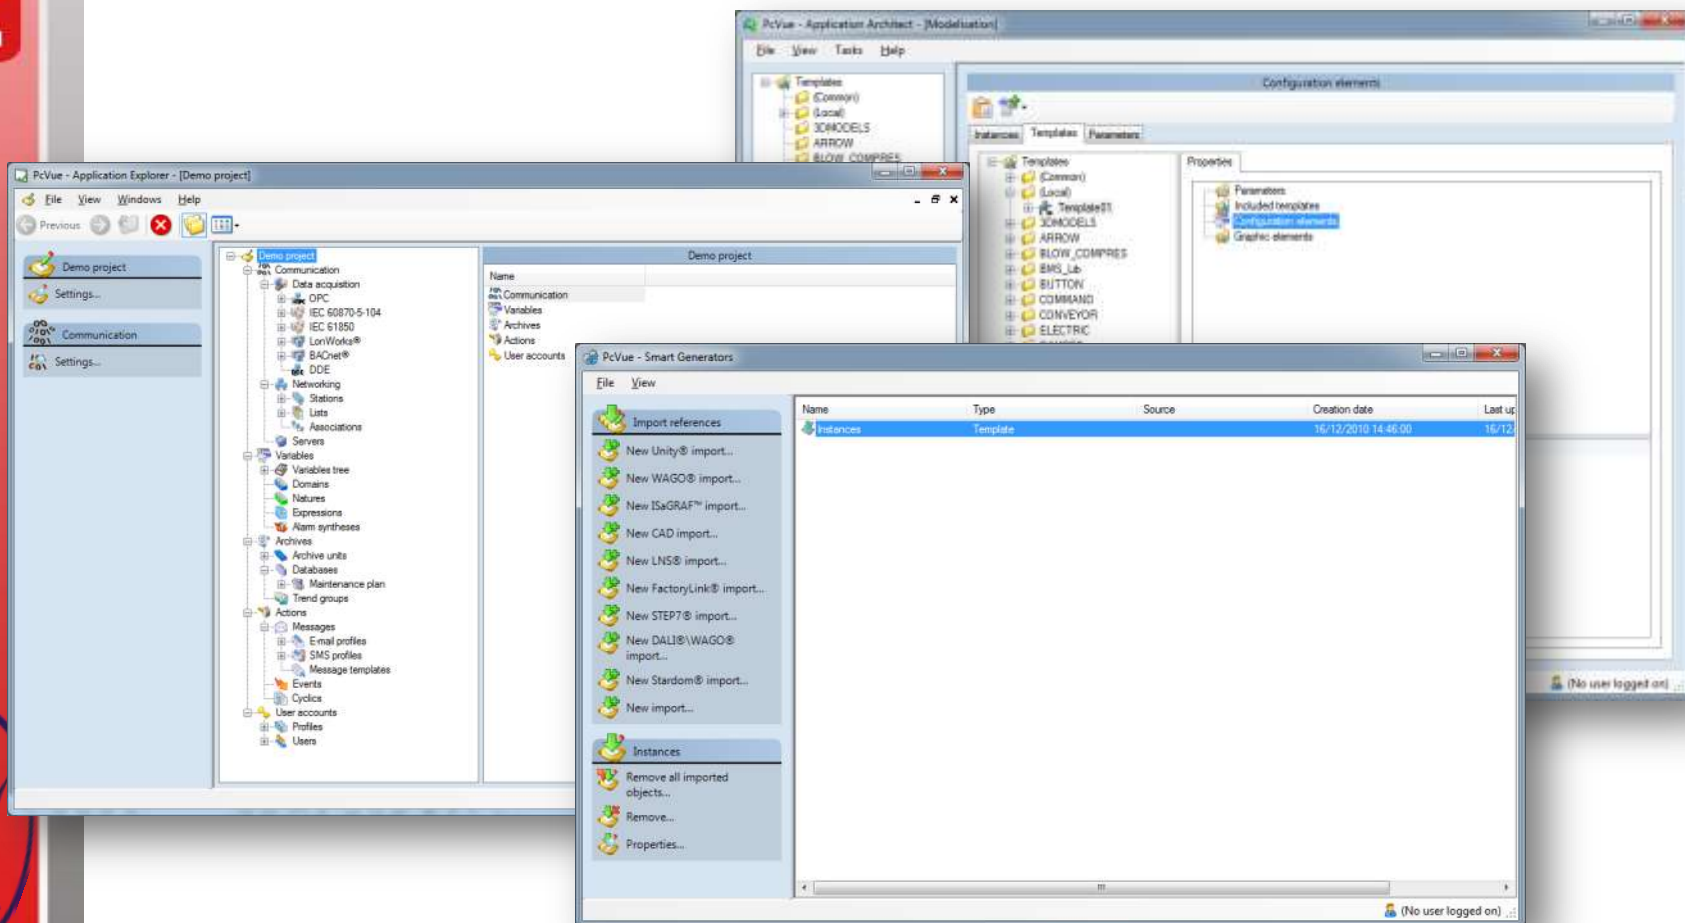 PcVue - Application Architect - [Modelisation]
File View Tasks Help
Templates
(Common)
(Local)
3DMODELS
ARROW
BLOW_COMPRES
Configuration elements
Instances Templates Parameters
Templates
(Common)
(Local)
Template01
3DMODELS
ARROW
BLOW_COMPRES
BMS_Lib
BUTTON
COMMAND
CONVEYOR
ELECTRIC
Properties
Parameters
Included templates
Configuration elements
Graphic elements
(No user logged on)
PcVue - Application Explorer - [Demo project]
File View Windows Help
Previous
Demo project
Settings...
Communication
Settings...
Demo project
Communication
Data acquisition
OPC
IEC 60870-5-104
IEC 61850
LonWorks®
BACnet®
DDE
Networking
Stations
Lists
Associations
Servers
Variables
Variables tree
Domains
Natures
Expressions
Alarm syntheses
Archives
Archive units
Databases
Maintenance plan
Trend groups
Actions
Messages
E-mail profiles
SMS profiles
Message templates
Events
Cyclics
User accounts
Profiles
Users
Demo project
Name
Communication
Variables
Archives
Actions
User accounts
PcVue - Smart Generators
File View
Import references
New Unity® import...
New WAGO® import...
New ISaGRAF™ import...
New CAD import...
New LNS® import...
New FactoryLink® import...
New STEP7® import...
New DALI®\WAGO®
import...
New Stardom® import...
New import...
Instances
Remove all imported
objects...
Remove...
Properties...
Name Type Source Creation date Last up
Instances Template 16/12/2010 14:46:00 16/12/
(No user logged on)